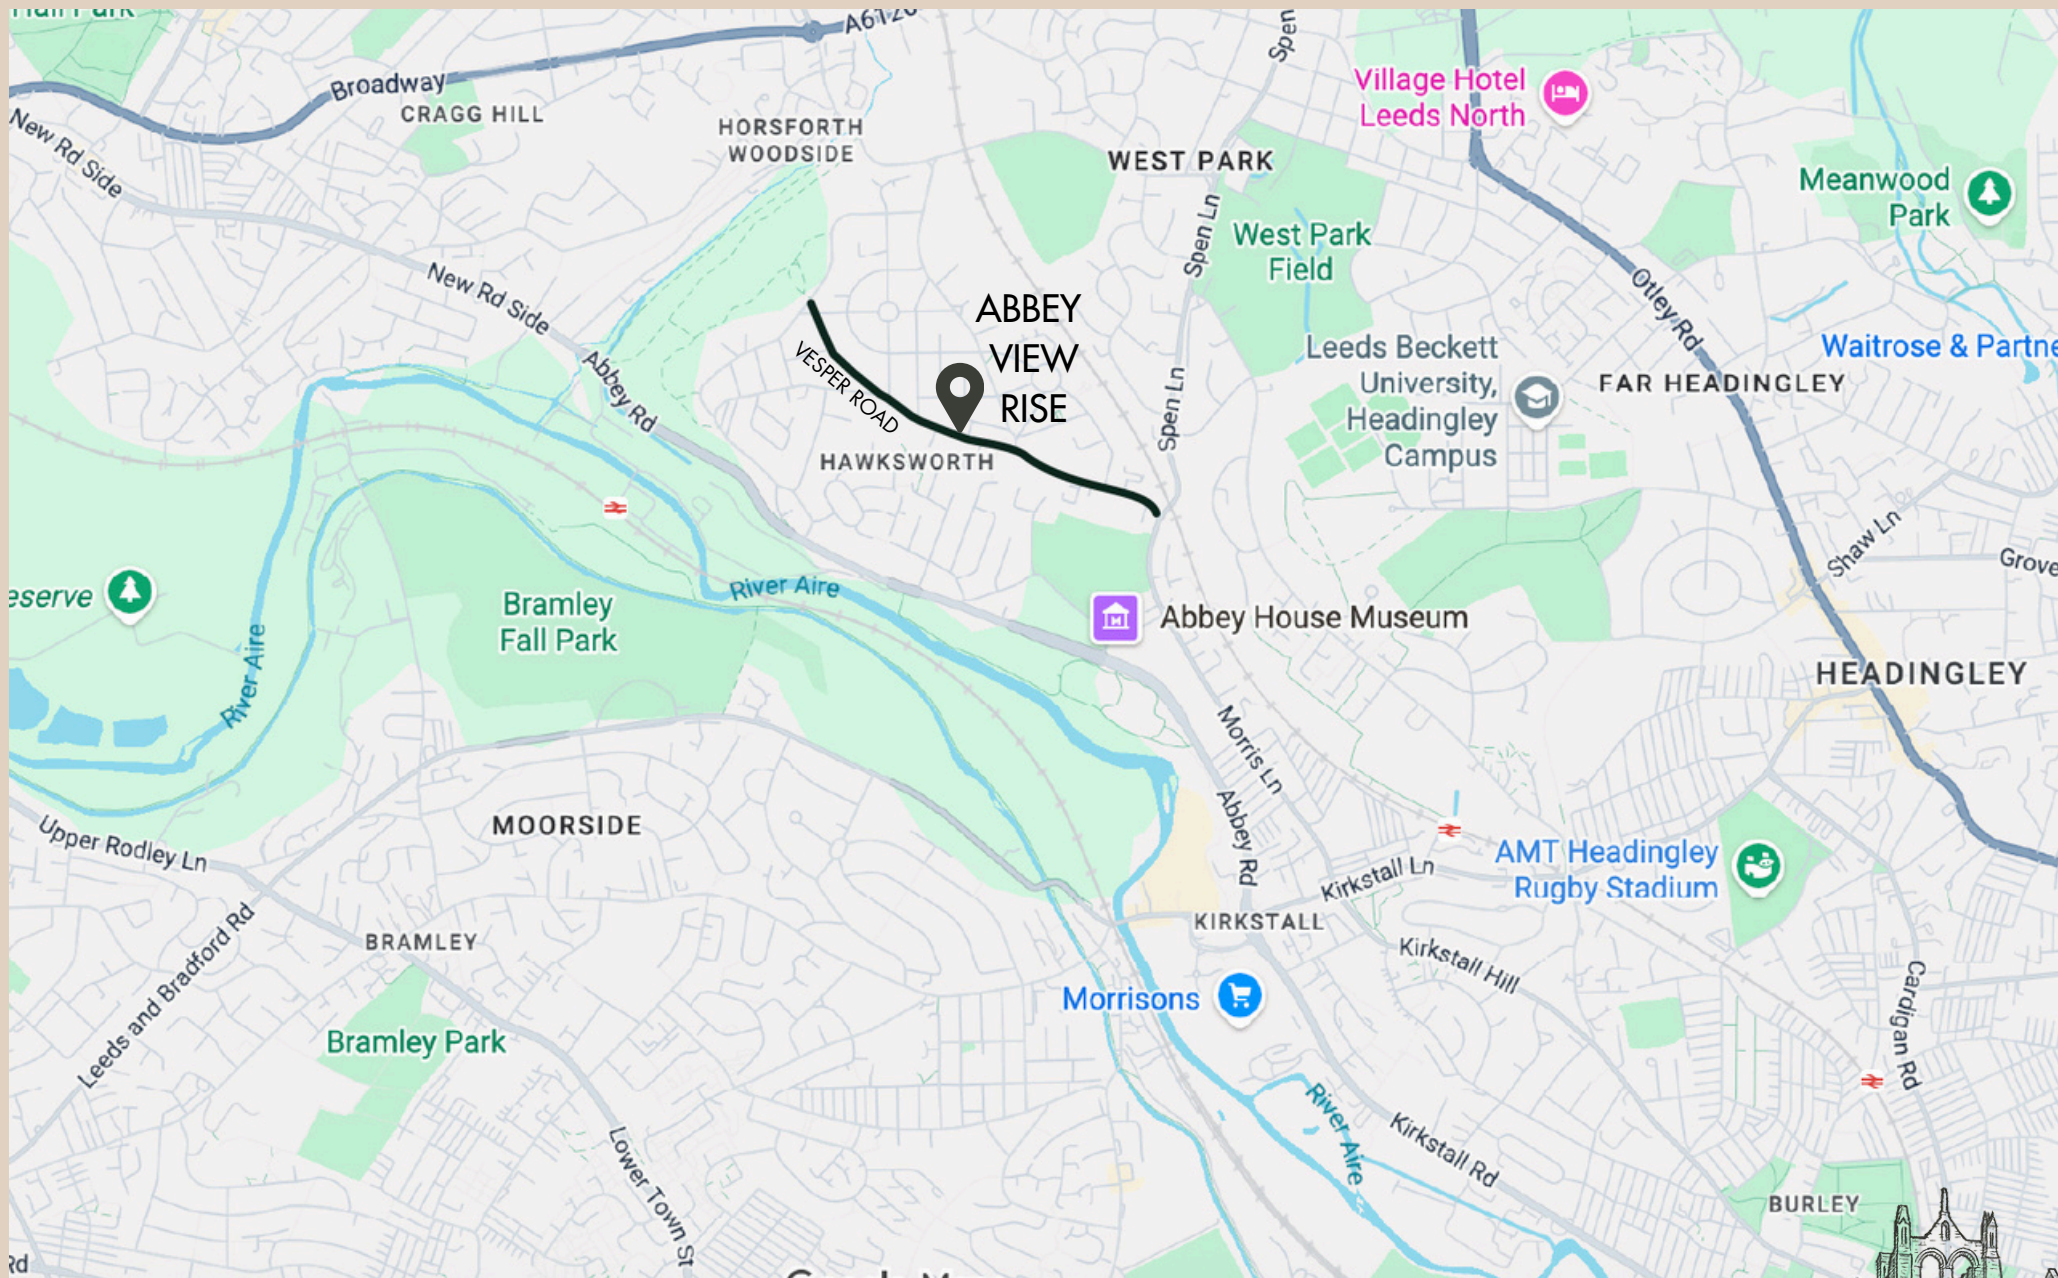 A6120
Broadway
CRAGG HILL
New Rd Side
HORSFORTH
WOODSIDE
WEST PARK
Spen
Village Hotel
Leeds North
Meanwood
Park
Spen Ln
West Park
Field
New Rd Side
Otley Rd
ABBEY
VIEW
RISE
VESPER ROAD
Abbey Rd
Spen Ln
Leeds Beckett
University,
Headingley
Campus
Waitrose & Partne
FAR HEADINGLEY
HAWKSWORTH
Shaw Ln
Grove
eserve
River Aire
Bramley
Fall Park
River Aire
Abbey House Museum
HEADINGLEY
Morris Ln
MOORSIDE
Upper Rodley Ln
Abbey Rd
Kirkstall Ln
AMT Headingley
Rugby Stadium
BRAMLEY
KIRKSTALL
Kirkstall Hill
Leeds and Bradford Rd
Morrisons
Cardigan Rd
Bramley Park
River Aire
Kirkstall Rd
Lower Town St
BURLEY
Rd